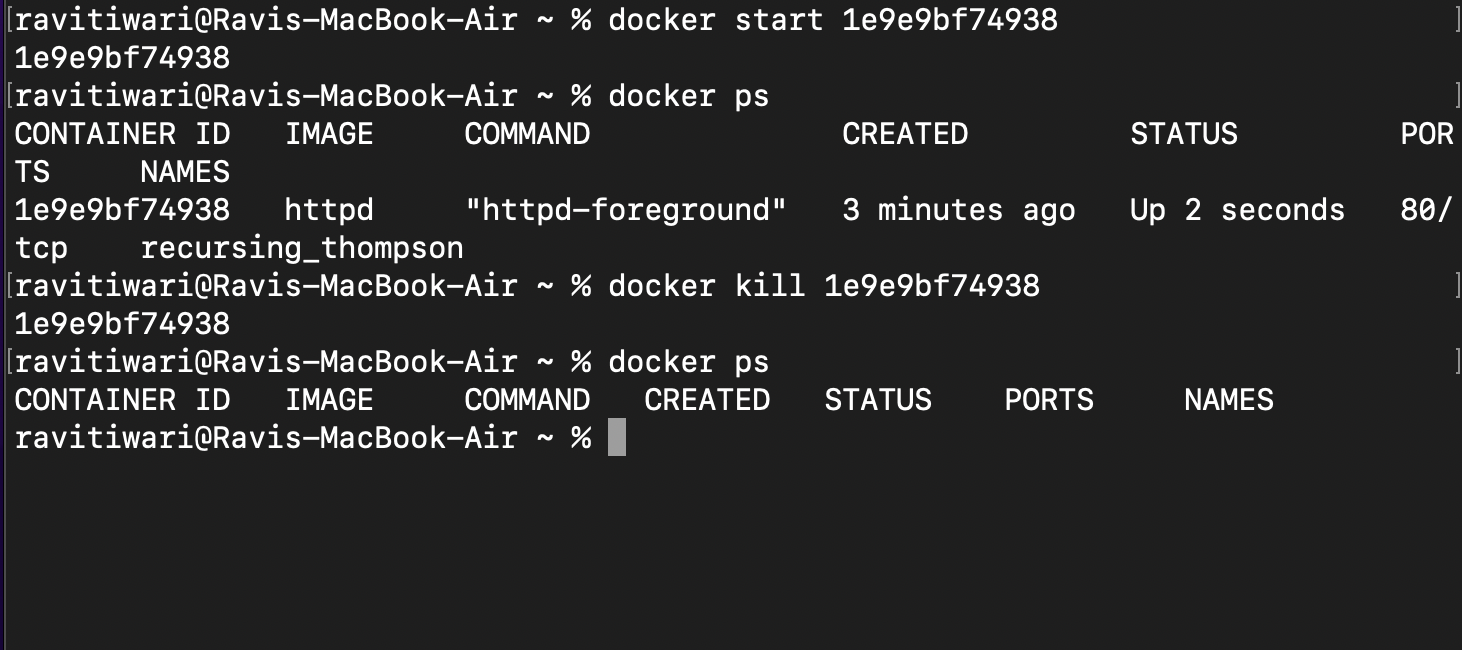 [ravitiwari@Ravis-MacBook-Air ~ % docker start 1e9e9bf74938 ]
1e9e9bf74938
[ravitiwari@Ravis-MacBook-Air ~ % docker ps ]
CONTAINER ID   IMAGE     COMMAND              CREATED         STATUS         POR
TS     NAMES
1e9e9bf74938   httpd     "httpd-foreground"   3 minutes ago   Up 2 seconds   80/
tcp    recursing_thompson
[ravitiwari@Ravis-MacBook-Air ~ % docker kill 1e9e9bf74938 ]
1e9e9bf74938
[ravitiwari@Ravis-MacBook-Air ~ % docker ps ]
CONTAINER ID   IMAGE     COMMAND   CREATED   STATUS    PORTS     NAMES
ravitiwari@Ravis-MacBook-Air ~ %